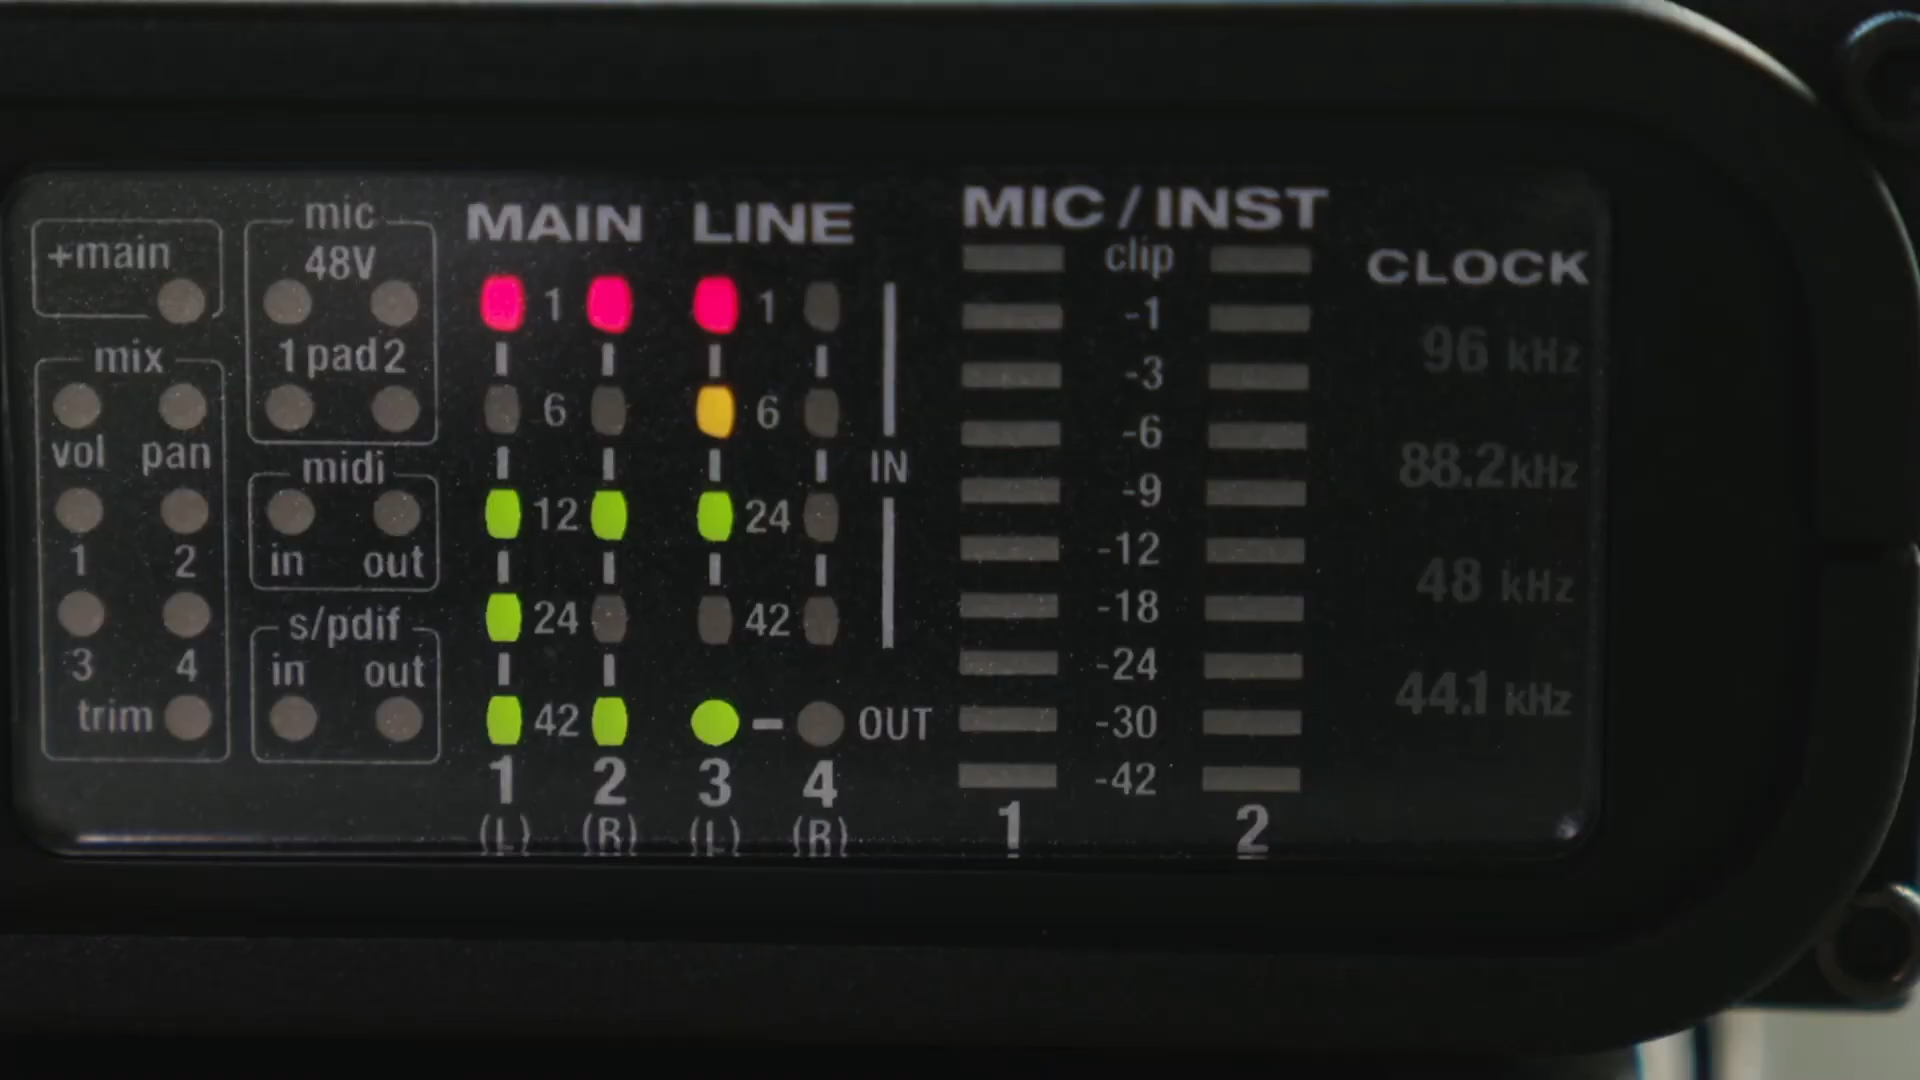 +main
mix
vol pan
1 2
3 4
trim
mic
48V
1 pad 2
midi
in out
s/pdif
in out
MAIN LINE
1 1
6 6
12 24
24 42
42
IN
OUT
1 2 3 4
(L) (R) (L) (R)
MIC / INST
clip
-1
-3
-6
-9
-12
-18
-24
-30
-42
1 2
CLOCK
96 kHz
88.2 kHz
48 kHz
44.1 kHz